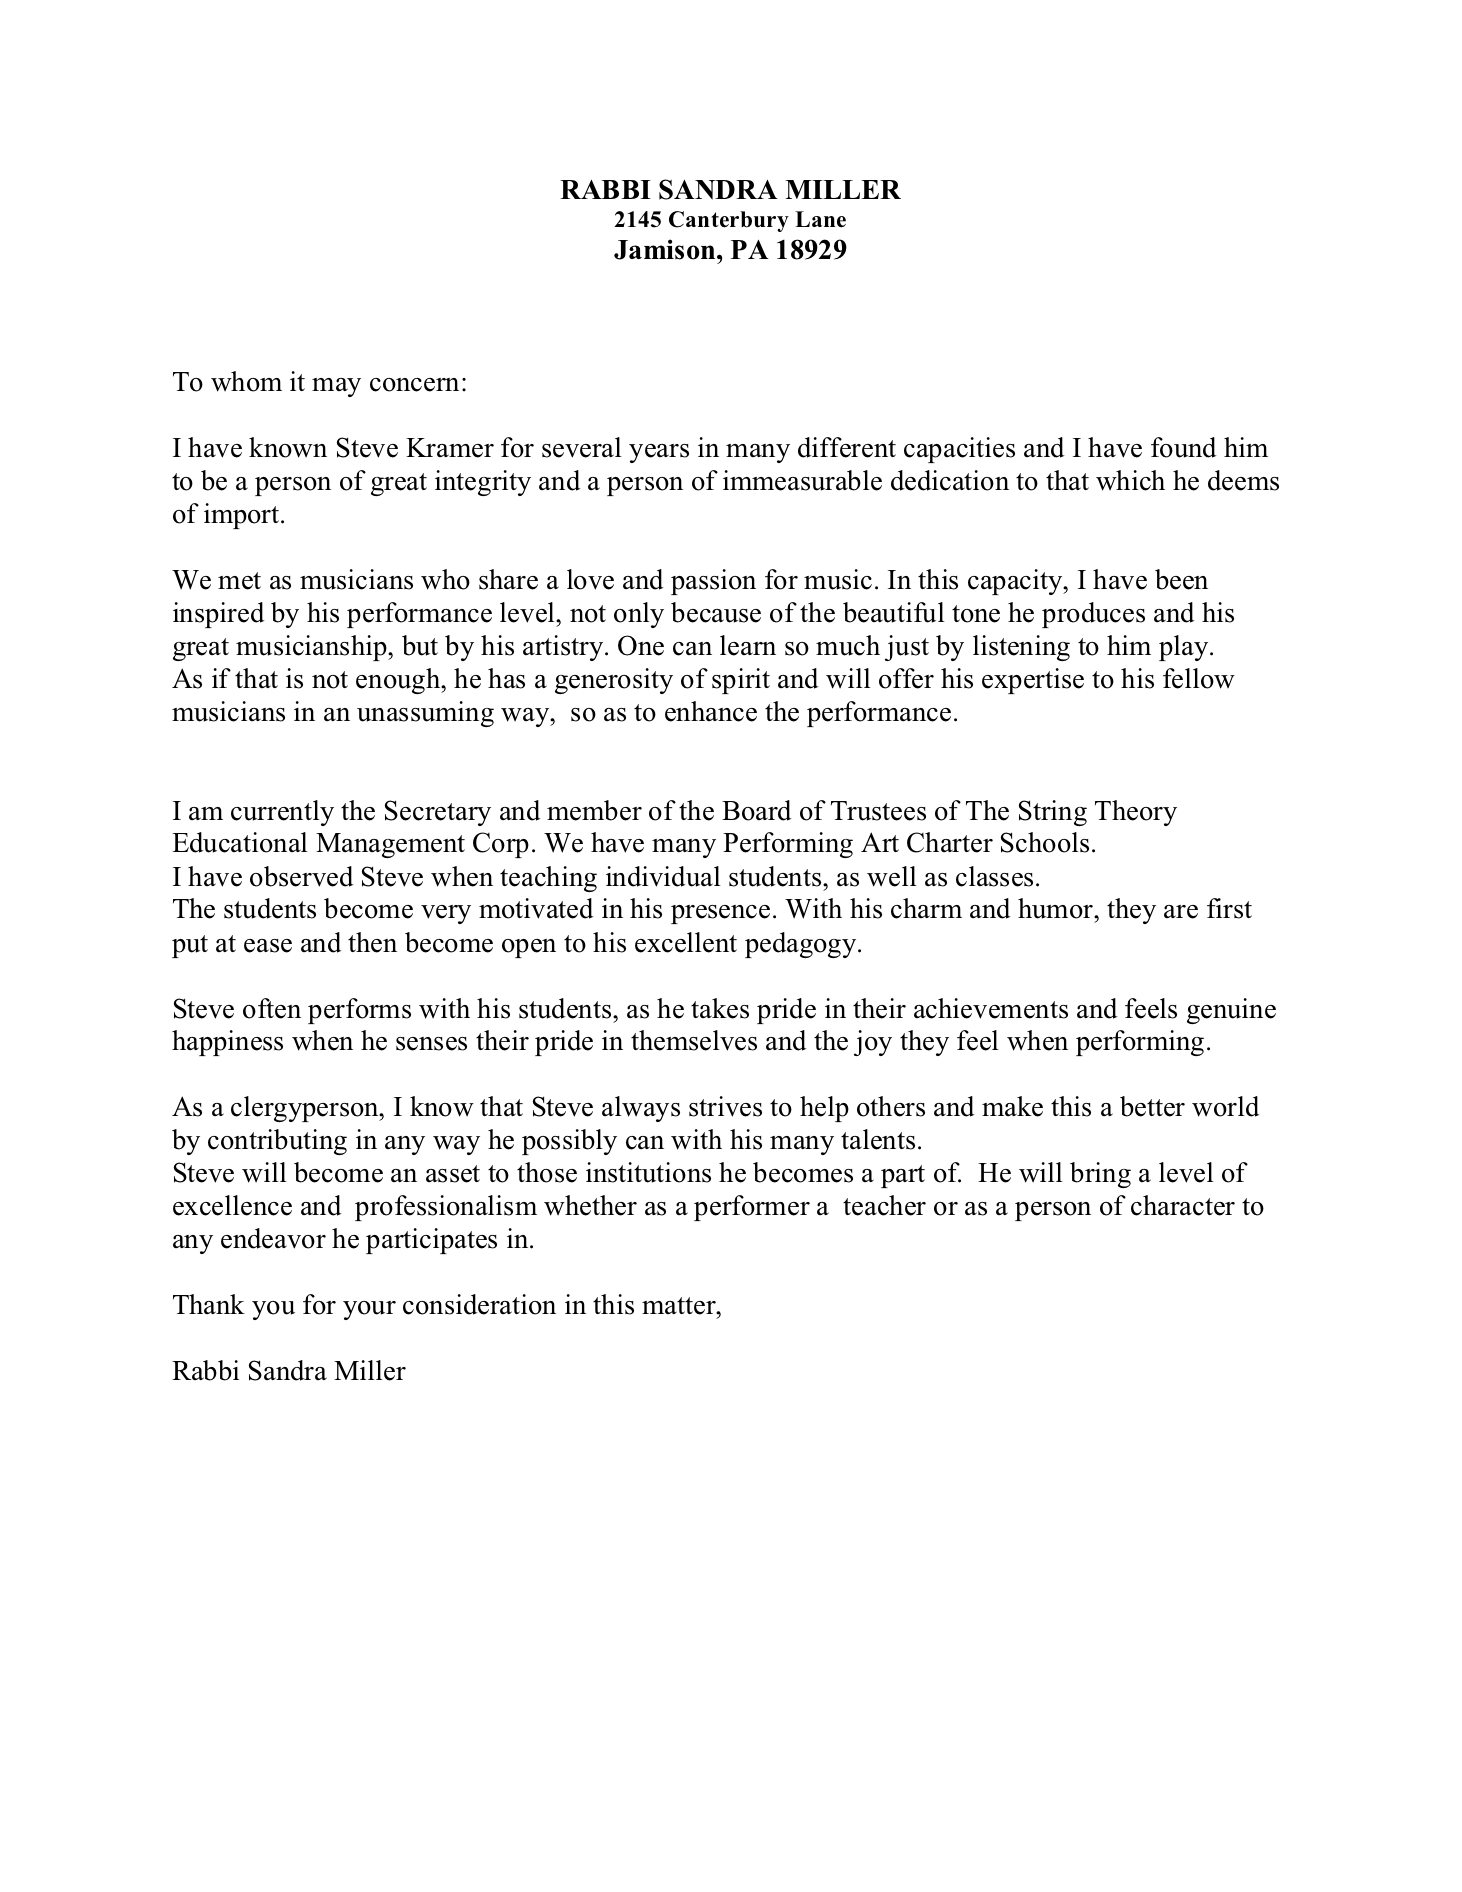 RABBI SANDRA MILLER
2145 Canterbury Lane
Jamison, PA 18929
To whom it may concern:
I have known Steve Kramer for several years in many different capacities and I have found him
to be a person of great integrity and a person of immeasurable dedication to that which he deems
of import.
We met as musicians who share a love and passion for music. In this capacity, I have been
inspired by his performance level, not only because of the beautiful tone he produces and his
great musicianship, but by his artistry. One can learn so much just by listening to him play.
As if that is not enough, he has a generosity of spirit and will offer his expertise to his fellow
musicians in an unassuming way,  so as to enhance the performance.
I am currently the Secretary and member of the Board of Trustees of The String Theory
Educational Management Corp. We have many Performing Art Charter Schools.
I have observed Steve when teaching individual students, as well as classes.
The students become very motivated in his presence. With his charm and humor, they are first
put at ease and then become open to his excellent pedagogy.
Steve often performs with his students, as he takes pride in their achievements and feels genuine
happiness when he senses their pride in themselves and the joy they feel when performing.
As a clergyperson, I know that Steve always strives to help others and make this a better world
by contributing in any way he possibly can with his many talents.
Steve will become an asset to those institutions he becomes a part of.  He will bring a level of
excellence and  professionalism whether as a performer a  teacher or as a person of character to
any endeavor he participates in.
Thank you for your consideration in this matter,
Rabbi Sandra Miller